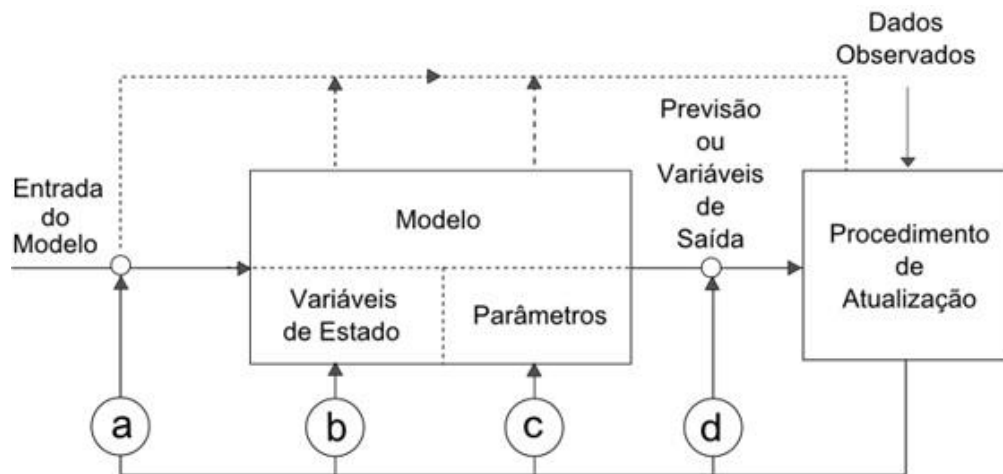 Dados
Observados
Previsão
ou
Variáveis
de
Saída
Entrada
do
Modelo
Modelo
Variáveis
de Estado
Parâmetros
Procedimento
de
Atualização
a
b
c
d